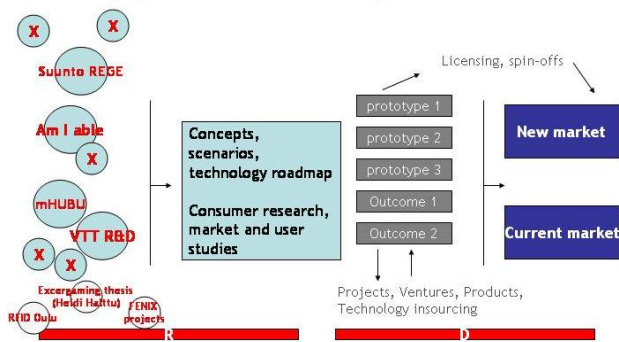 X
X
Suunto REGE
Am I able
X
mHUBU
VTT R&D
X
X
Exergaming thesis
(Heidi Harttu)
FENIX
projects
RFID Oulu
R
Concepts,
scenarios,
technology roadmap
Consumer research,
market and user
studies
prototype 1
prototype 2
prototype 3
Outcome 1
Outcome 2
Licensing, spin-offs
New market
Current market
Projects, Ventures, Products,
Technology insourcing
D